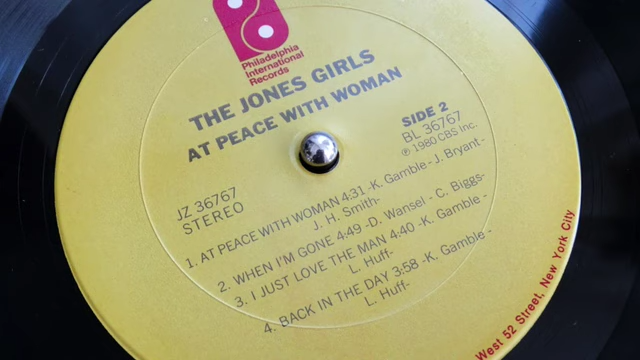 Philadelphia
International
Records
THE JONES GIRLS
AT PEACE WITH WOMAN
SIDE 2
BL 36767
℗ 1980 CBS Inc.
JZ 36767
STEREO
1. AT PEACE WITH WOMAN 4:31 -K. Gamble- J. Bryant-
J. H. Smith-
2. WHEN I'M GONE 4:49 -D. Wansel - C. Biggs-
3. I JUST LOVE THE MAN 4:40 -K. Gamble -
L. Huff-
4. BACK IN THE DAY 3:58 -K. Gamble -
L. Huff-
West 52 Street, New York City